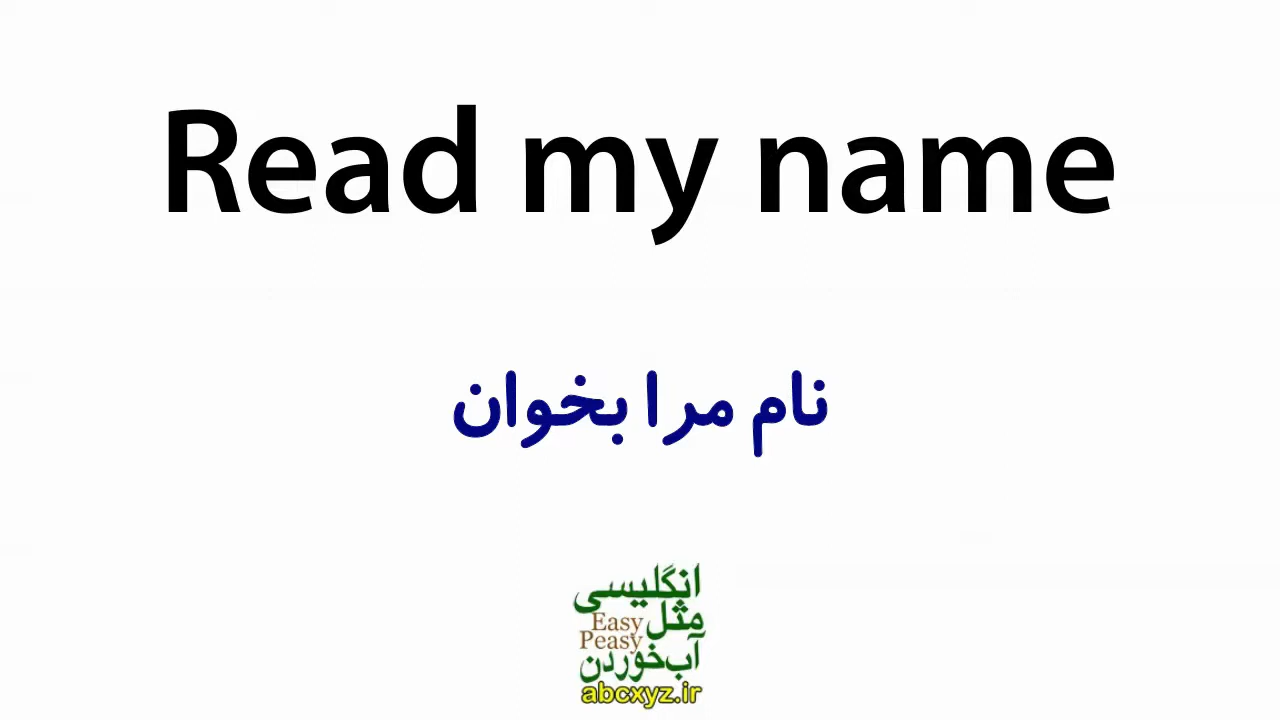 Read my name
نام مرا بخوان
انگلیسی
مثل
Easy
Peasy
آب‌خوردن
abcxyz.ir